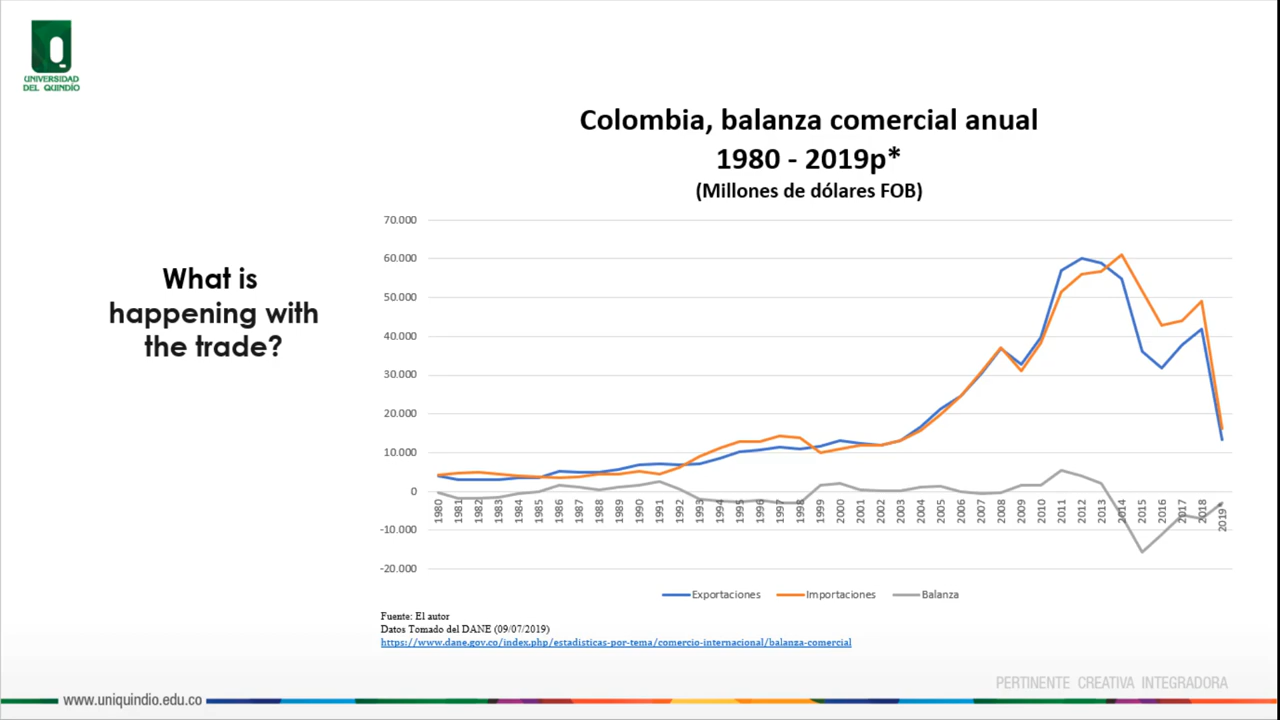 UNIVERSIDAD
DEL QUINDÍO
What is
happening with
the trade?
Colombia, balanza comercial anual
1980 - 2019p*
(Millones de dólares FOB)
70.000
60.000
50.000
40.000
30.000
20.000
10.000
0
-10.000
-20.000
1980 1981 1982 1983 1984 1985 1986 1987 1988 1989 1990 1991 1992 1993 1994 1995 1996 1997 1998 1999 2000 2001 2002 2003 2004 2005 2006 2007 2008 2009 2010 2011 2012 2013 2014 2015 2016 2017 2018 2019*
Exportaciones Importaciones Balanza
Fuente: El autor
Datos Tomado del DANE (09/07/2019)
https://www.dane.gov.co/index.php/estadisticas-por-tema/comercio-internacional/balanza-comercial
PERTINENTE CREATIVA INTEGRADORA
www.uniquindio.edu.co